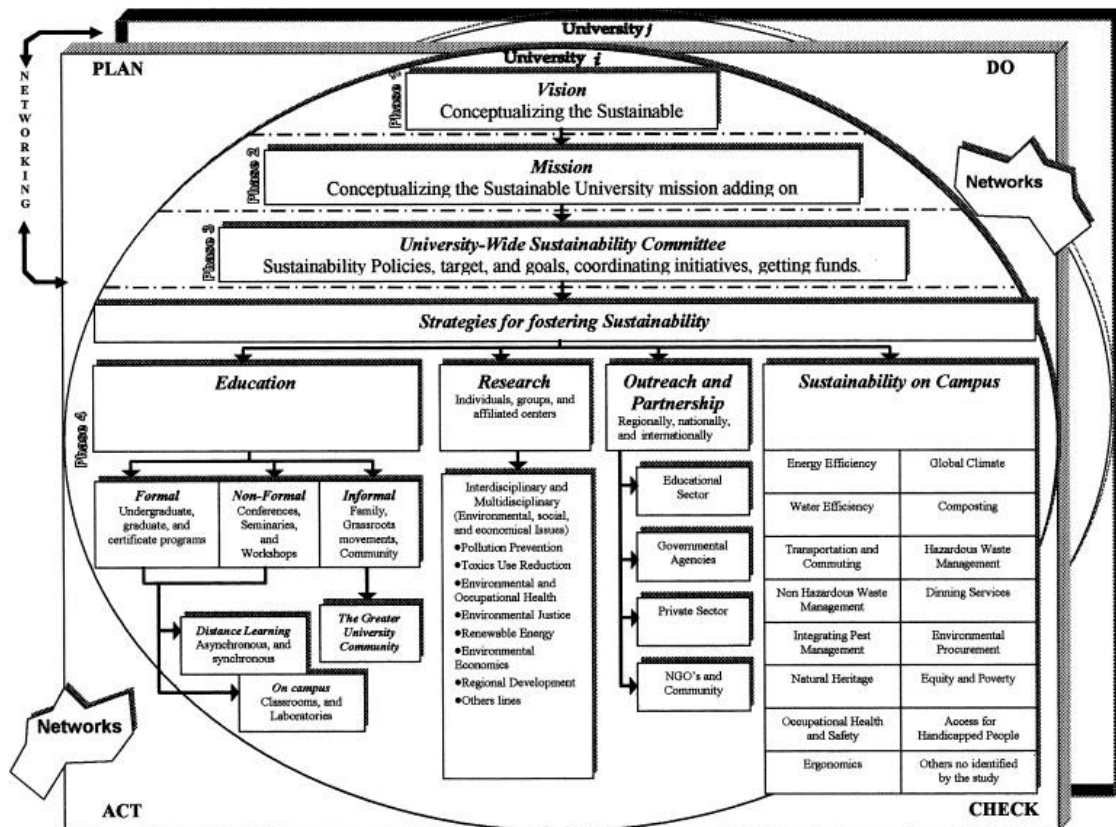 University j
University i
PLAN
DO
NETWORKING
Phase 1
Vision
Conceptualizing the Sustainable
Phase 2
Mission
Conceptualizing the Sustainable University mission adding on
Networks
Phase 3
University-Wide Sustainability Committee
Sustainability Policies, target, and goals, coordinating initiatives, getting funds.
Strategies for fostering Sustainability
Phase 4
Education
Formal
Undergraduate,
graduate, and
certificate programs
Non-Formal
Conferences,
Seminaries,
and
Workshops
Informal
Family,
Grassroots
movements,
Community
Distance Learning
Asynchronous, and
synchronous
On campus
Classrooms, and
Laboratories
The Greater
University
Community
Research
Individuals, groups, and
affiliated centers
Interdisciplinary and
Multidisciplinary
(Environmental, social,
and economical Issues)
●Pollution Prevention
●Toxics Use Reduction
●Environmental and
Occupational Health
●Environmental Justice
●Renewable Energy
●Environmental
Economics
●Regional Development
●Others lines
Outreach and
Partnership
Regionally, nationally,
and internationally
Educational
Sector
Governmental
Agencies
Private Sector
NGO's and
Community
Sustainability on Campus
Energy Efficiency
Global Climate
Water Efficiency
Composting
Transportation and
Commuting
Hazardous Waste
Management
Non Hazardous Waste
Management
Dinning Services
Integrating Pest
Management
Environmental
Procurement
Natural Heritage
Equity and Poverty
Occupational Health
and Safety
Access for
Handicapped People
Ergonomics
Others no identified
by the study
Networks
ACT
CHECK